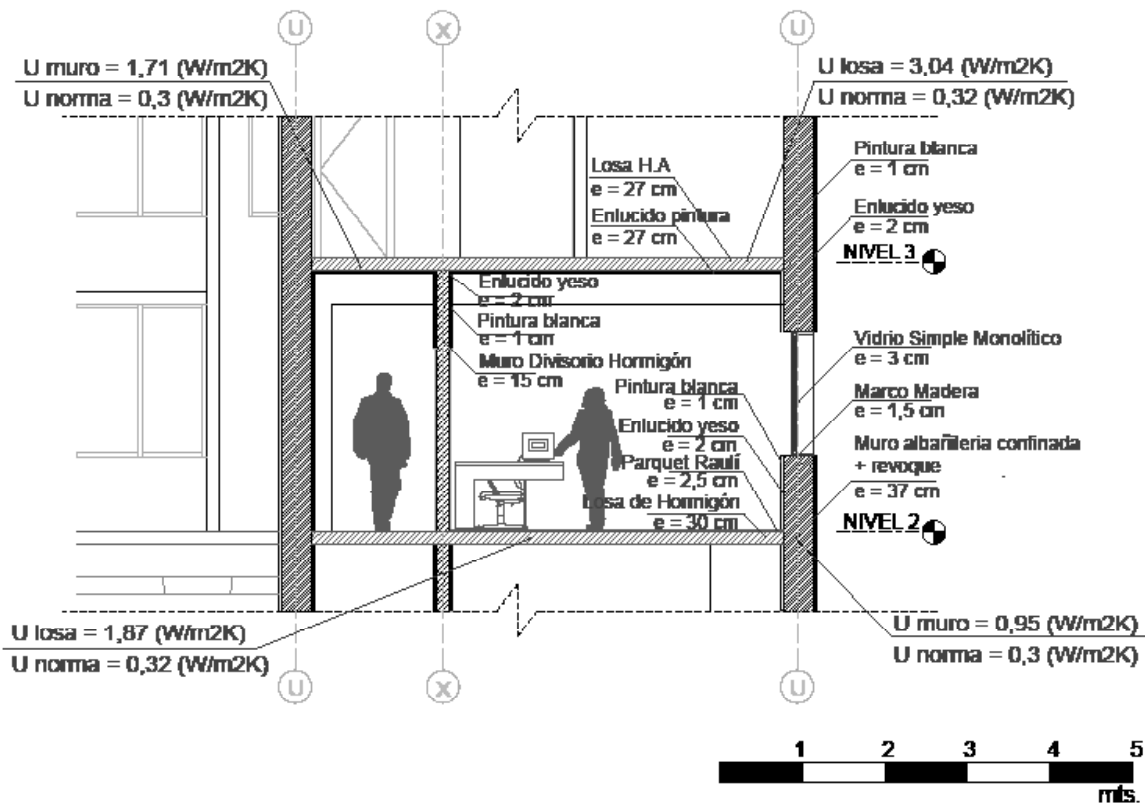 U
X
U
U muro = 1,71 (W/m2K)
U norma = 0,3 (W/m2K)
U losa = 3,04 (W/m2K)
U norma = 0,32 (W/m2K)
Losa H.A
e = 27 cm
Enlucido pintura
e = 27 cm
Pintura blanca
e = 1 cm
Enlucido yeso
e = 2 cm
NIVEL 3
Enlucido yeso
e = 2 cm
Pintura blanca
e = 1 cm
Muro Divisorio Hormigón
e = 15 cm
Pintura blanca
e = 1 cm
Enlucido yeso
e = 2 cm
Parquet Raulí
e = 2,5 cm
Losa de Hormigón
e = 30 cm
Vidrio Simple Monolítico
e = 3 cm
Marco Madera
e = 1,5 cm
Muro albañileria confinada
+ revoque
e = 37 cm
NIVEL 2
U losa = 1,87 (W/m2K)
U norma = 0,32 (W/m2K)
U muro = 0,95 (W/m2K)
U norma = 0,3 (W/m2K)
U
X
U
1 2 3 4 5
mts.